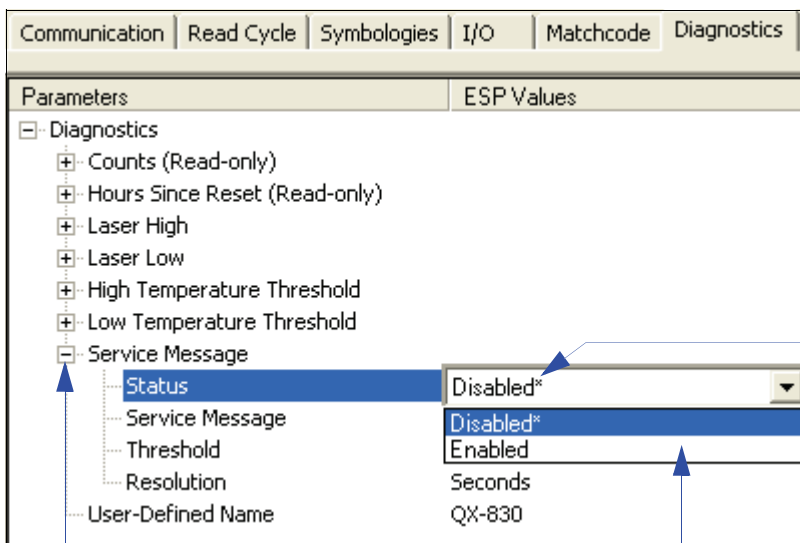 Communication Read Cycle Symbologies I/O Matchcode Diagnostics
Parameters ESP Values
Diagnostics
Counts (Read-only)
Hours Since Reset (Read-only)
Laser High
Laser Low
High Temperature Threshold
Low Temperature Threshold
Service Message
Status Disabled*
Service Message Disabled*
Threshold Enabled
Resolution Seconds
User-Defined Name QX-830